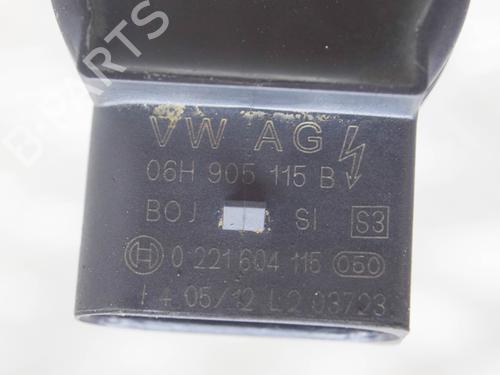 B-PARTS
VW AG
06H 905 115 B
BOJ SI S3
0 221 604 115 050
4 05/12 L2 03723